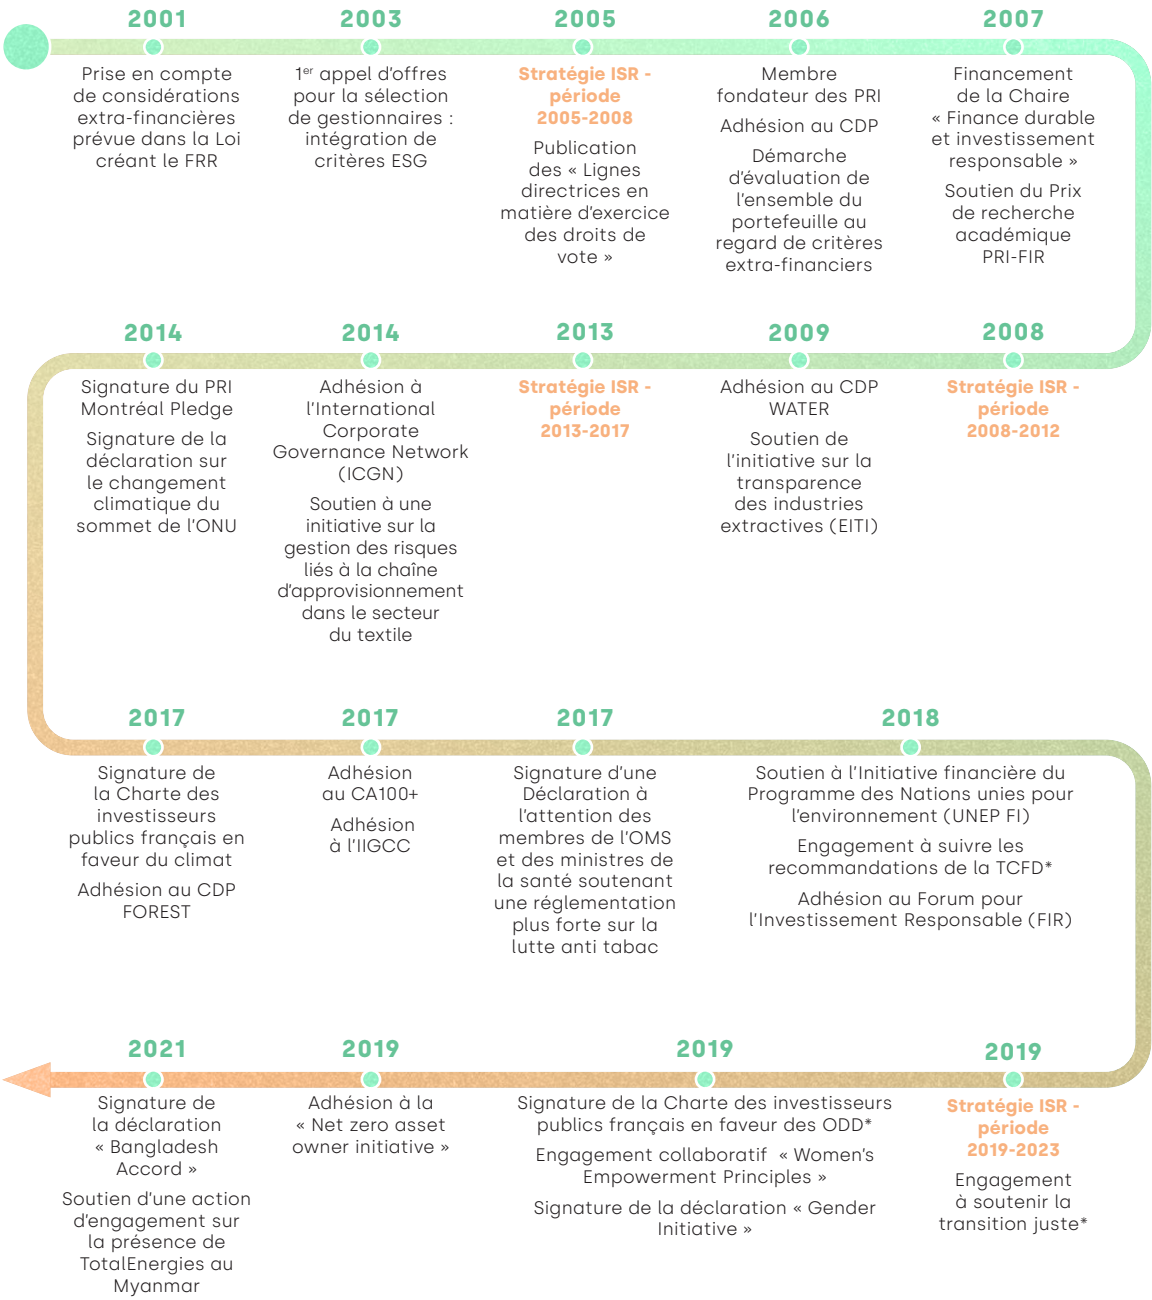 2001
Prise en compte
de considérations
extra-financières
prévue dans la Loi
créant le FRR
2003
1er appel d'offres
pour la sélection
de gestionnaires :
intégration de
critères ESG
2005
Stratégie ISR -
période
2005-2008
Publication
des « Lignes
directrices en
matière d'exercice
des droits de
vote »
2006
Membre
fondateur des PRI
Adhésion au CDP
Démarche
d'évaluation de
l'ensemble du
portefeuille au
regard de critères
extra-financiers
2007
Financement
de la Chaire
« Finance durable
et investissement
responsable »
Soutien du Prix
de recherche
académique
PRI-FIR
2008
Stratégie ISR -
période
2008-2012
2009
Adhésion au CDP
WATER
Soutien de
l'initiative sur la
transparence
des industries
extractives (EITI)
2013
Stratégie ISR -
période
2013-2017
2014
Adhésion à
l'International
Corporate
Governance Network
(ICGN)
Soutien à une
initiative sur la
gestion des risques
liés à la chaîne
d'approvisionnement
dans le secteur
du textile
2014
Signature du PRI
Montréal Pledge
Signature de la
déclaration sur
le changement
climatique du
sommet de l'ONU
2017
Signature de
la Charte des
investisseurs
publics français en
faveur du climat
Adhésion au CDP
FOREST
2017
Adhésion
au CA100+
Adhésion
à l'IIGCC
2017
Signature d'une
Déclaration à
l'attention des
membres de l'OMS
et des ministres de
la santé soutenant
une réglementation
plus forte sur la
lutte anti tabac
2018
Soutien à l'Initiative financière du
Programme des Nations unies pour
l'environnement (UNEP FI)
Engagement à suivre les
recommandations de la TCFD*
Adhésion au Forum pour
l'Investissement Responsable (FIR)
2019
Stratégie ISR -
période
2019-2023
Engagement
à soutenir la
transition juste*
2019
Signature de la Charte des investisseurs
publics français en faveur des ODD*
Engagement collaboratif « Women's
Empowerment Principles »
Signature de la déclaration « Gender
Initiative »
2019
Adhésion à la
« Net zero asset
owner initiative »
2021
Signature de
la déclaration
« Bangladesh
Accord »
Soutien d'une action
d'engagement sur
la présence de
TotalEnergies au
Myanmar